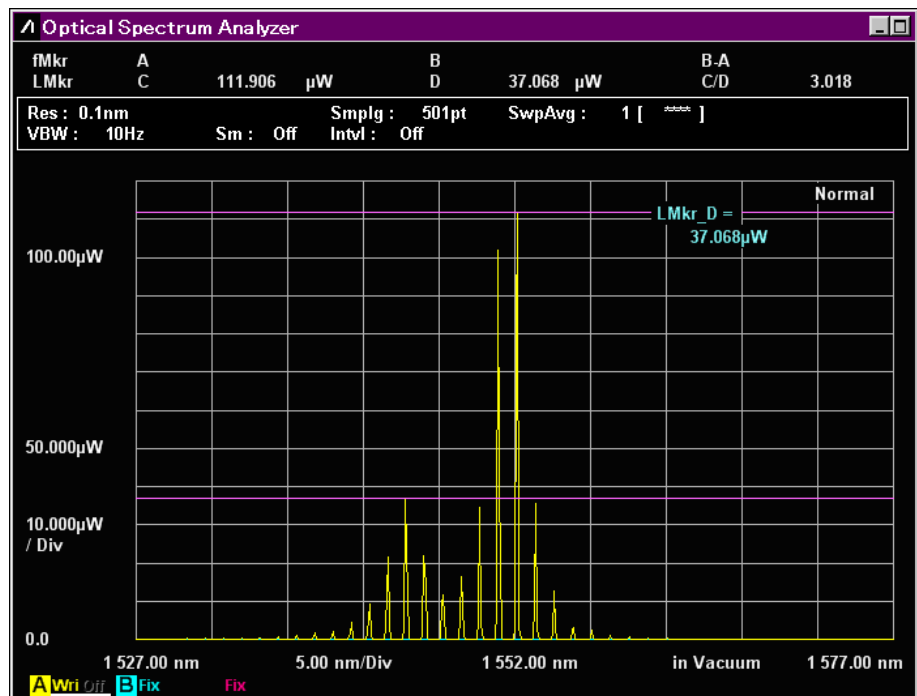 Optical Spectrum Analyzer
fMkr A B B-A
LMkr C 111.906 µW D 37.068 µW C/D 3.018
Res : 0.1nm Smplg : 501pt SwpAvg : 1 [ **** ]
VBW : 10Hz Sm : Off Intvl : Off
Normal
LMkr_D =
37.068µW
100.00µW
50.000µW
10.000µW
/ Div
0.0
1 527.00 nm 5.00 nm/Div 1 552.00 nm in Vacuum 1 577.00 nm
A Wri Off B Fix Fix